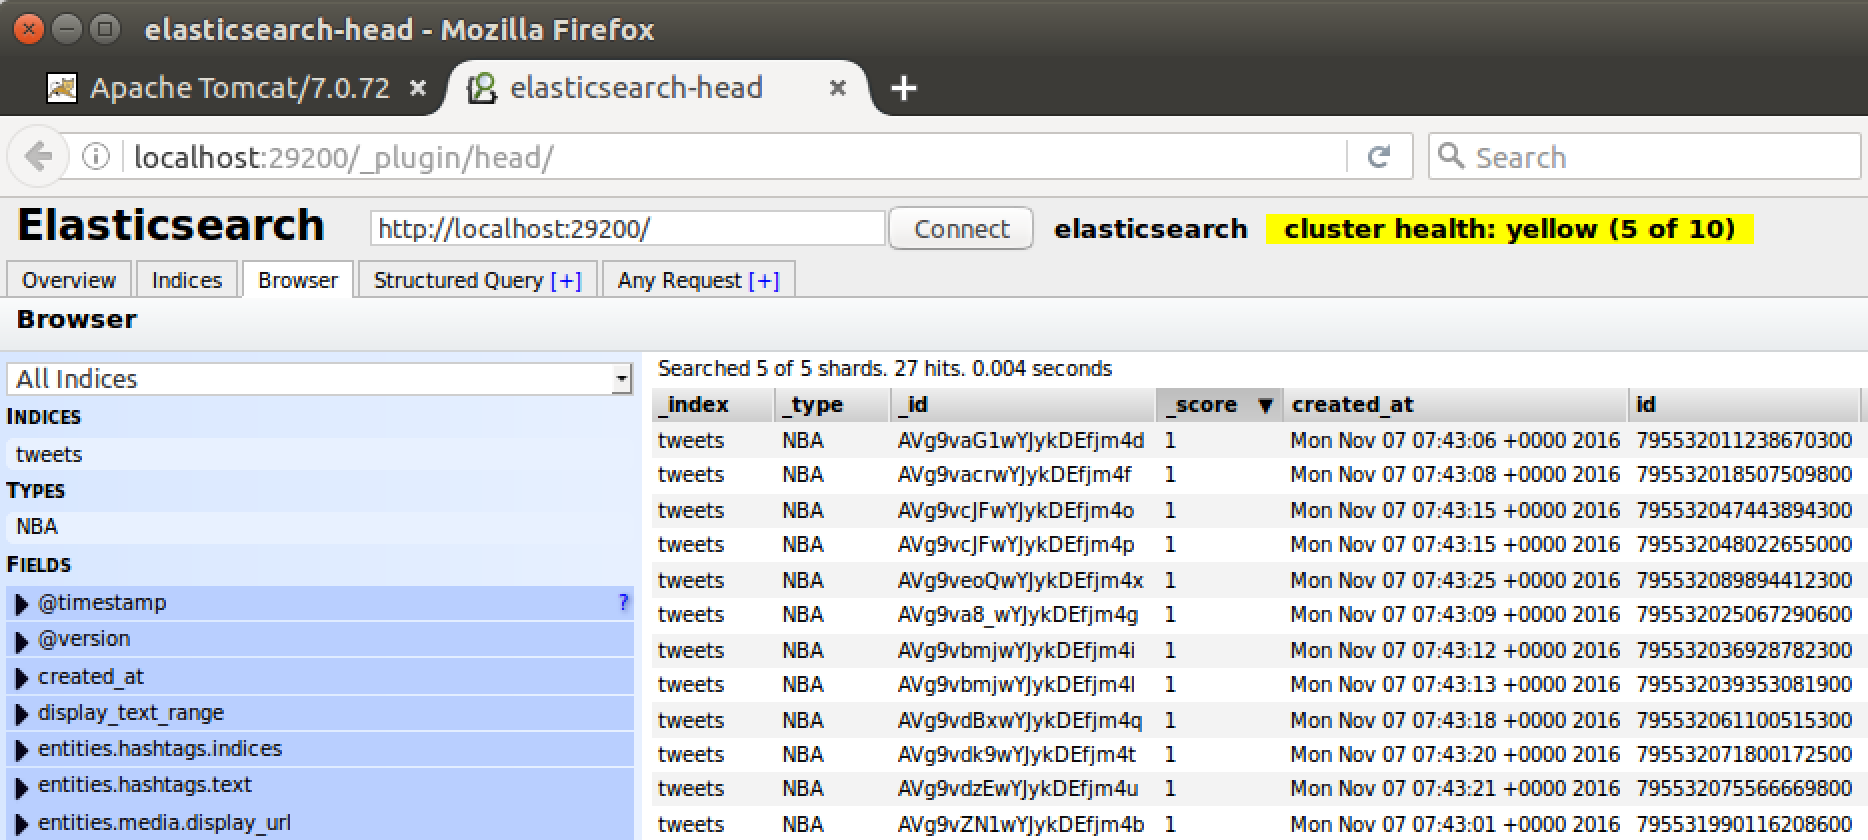 elasticsearch-head - Mozilla Firefox
Apache Tomcat/7.0.72 elasticsearch-head
localhost:29200/_plugin/head/ Search
Elasticsearch http://localhost:29200/ Connect elasticsearch cluster health: yellow (5 of 10)
Overview Indices Browser Structured Query [+] Any Request [+]
Browser
All Indices
INDICES
tweets
TYPES
NBA
FIELDS
@timestamp ?
@version
created_at
display_text_range
entities.hashtags.indices
entities.hashtags.text
entities.media.display_url
Searched 5 of 5 shards. 27 hits. 0.004 seconds
_index _type _id _score ▼ created_at id
tweets NBA AVg9vaG1wYJykDEfjm4d 1 Mon Nov 07 07:43:06 +0000 2016 795532011238670300
tweets NBA AVg9vacrwYJykDEfjm4f 1 Mon Nov 07 07:43:08 +0000 2016 795532018507509800
tweets NBA AVg9vcJFwYJykDEfjm4o 1 Mon Nov 07 07:43:15 +0000 2016 795532047443894300
tweets NBA AVg9vcJFwYJykDEfjm4p 1 Mon Nov 07 07:43:15 +0000 2016 795532048022655000
tweets NBA AVg9veoQwYJykDEfjm4x 1 Mon Nov 07 07:43:25 +0000 2016 795532089894412300
tweets NBA AVg9va8_wYJykDEfjm4g 1 Mon Nov 07 07:43:09 +0000 2016 795532025067290600
tweets NBA AVg9vbmjwYJykDEfjm4i 1 Mon Nov 07 07:43:12 +0000 2016 795532036928782300
tweets NBA AVg9vbmjwYJykDEfjm4l 1 Mon Nov 07 07:43:13 +0000 2016 795532039353081900
tweets NBA AVg9vdBxwYJykDEfjm4q 1 Mon Nov 07 07:43:18 +0000 2016 795532061100515300
tweets NBA AVg9vdk9wYJykDEfjm4t 1 Mon Nov 07 07:43:20 +0000 2016 795532071800172500
tweets NBA AVg9vdzEwYJykDEfjm4u 1 Mon Nov 07 07:43:21 +0000 2016 795532075566669800
tweets NBA AVg9vZN1wYJykDEfjm4b 1 Mon Nov 07 07:43:01 +0000 2016 795531990116208600